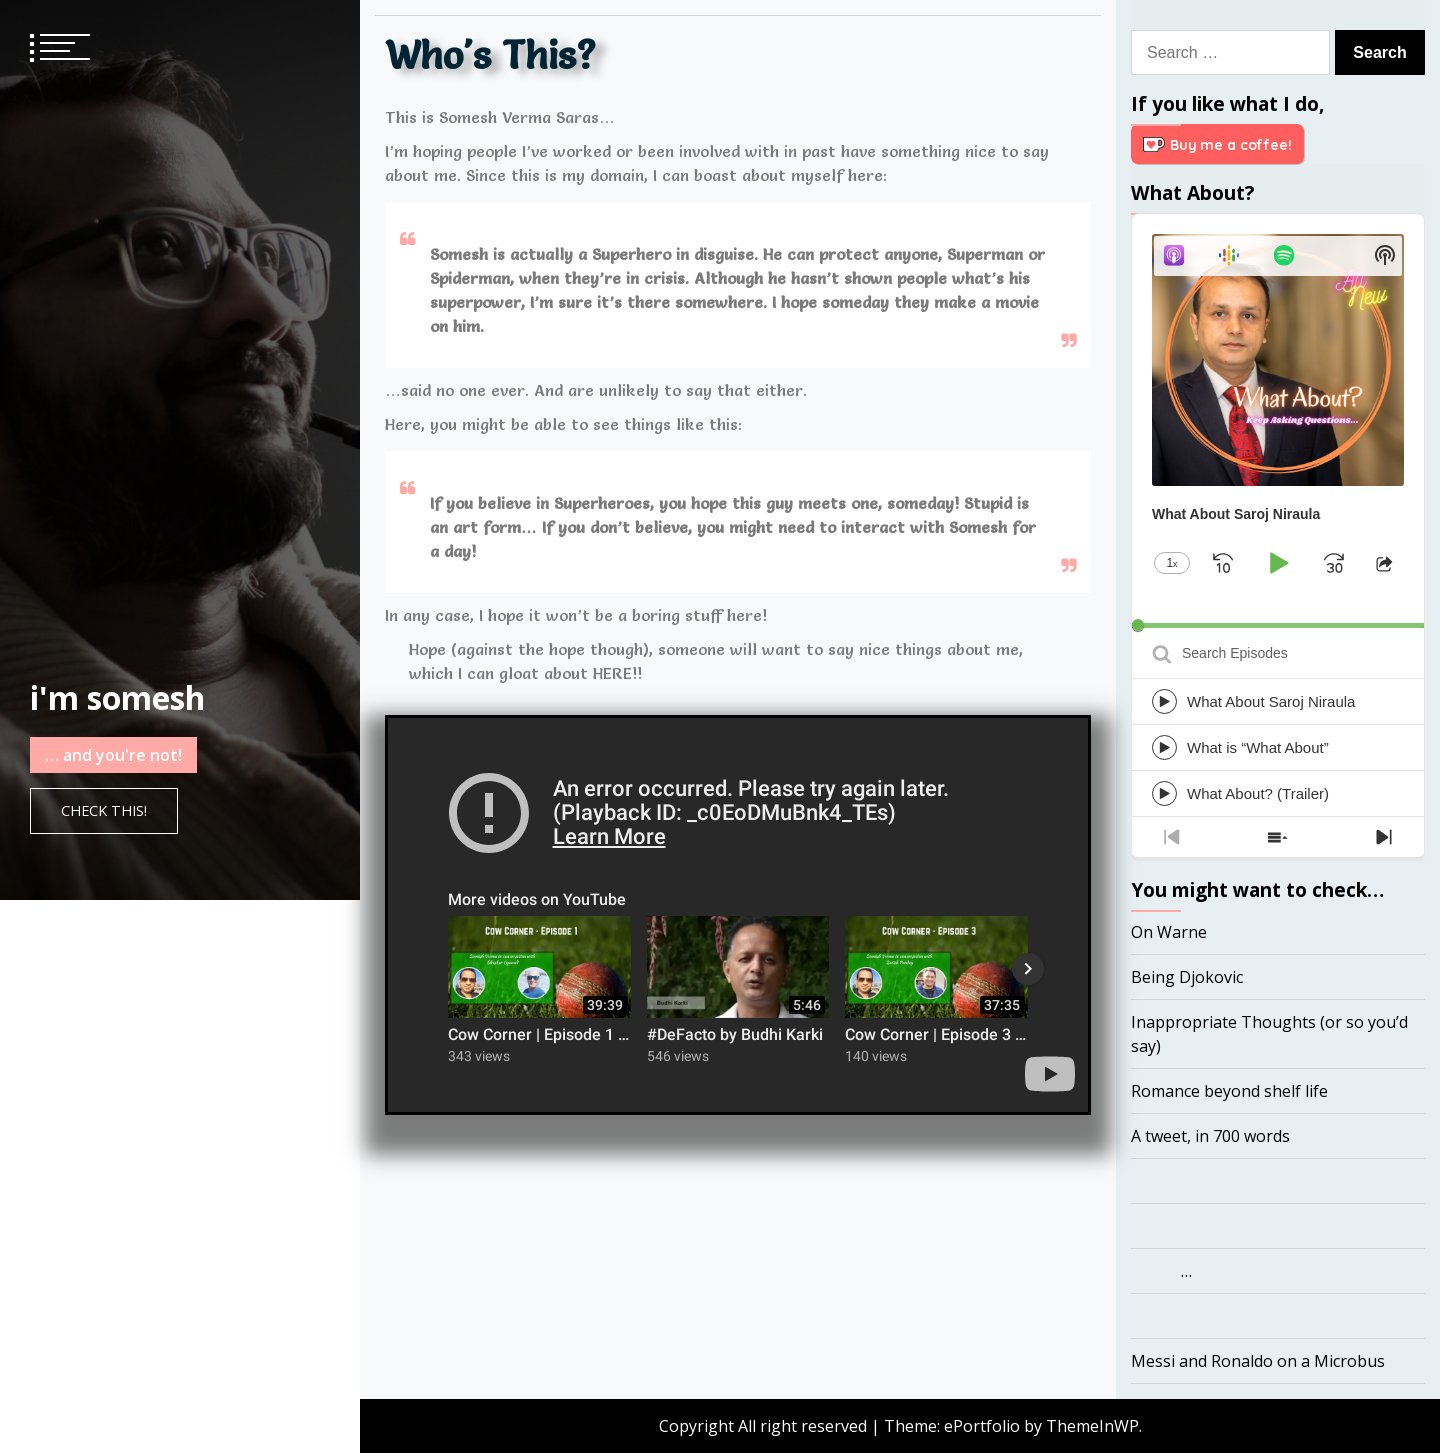 i'm somesh
… and you're not!
CHECK THIS!
Who's This?
This is Somesh Verma Saras…
I'm hoping people I've worked or been involved with in past have something nice to say
about me. Since this is my domain, I can boast about myself here:
❝
Somesh is actually a Superhero in disguise. He can protect anyone, Superman or
Spiderman, when they're in crisis. Although he hasn't shown people what's his
superpower, I'm sure it's there somewhere. I hope someday they make a movie
on him.
❞
…said no one ever. And are unlikely to say that either.
Here, you might be able to see things like this:
❝
If you believe in Superheroes, you hope this guy meets one, someday! Stupid is
an art form… If you don't believe, you might need to interact with Somesh for
a day!
❞
In any case, I hope it won't be a boring stuff here!
Hope (against the hope though), someone will want to say nice things about me,
which I can gloat about HERE!!
An error occurred. Please try again later.
(Playback ID: _c0EoDMuBnk4_TEs)
Learn More
More videos on YouTube
Cow Corner - Episode 1
39:39
Cow Corner | Episode 1 ...
343 views
Budhi Karki
5:46
#DeFacto by Budhi Karki
546 views
Cow Corner - Episode 3
37:35
Cow Corner | Episode 3 ...
140 views
Search …
Search
If you like what I do,
Buy me a coffee!
What About?
All
New
What About?
Keep Asking Questions...
What About Saroj Niraula
1x
10
30
Search Episodes
What About Saroj Niraula
What is “What About”
What About? (Trailer)
You might want to check…
On Warne
Being Djokovic
Inappropriate Thoughts (or so you’d
say)
Romance beyond shelf life
A tweet, in 700 words
…
Messi and Ronaldo on a Microbus
Copyright All right reserved | Theme: ePortfolio by ThemeInWP.